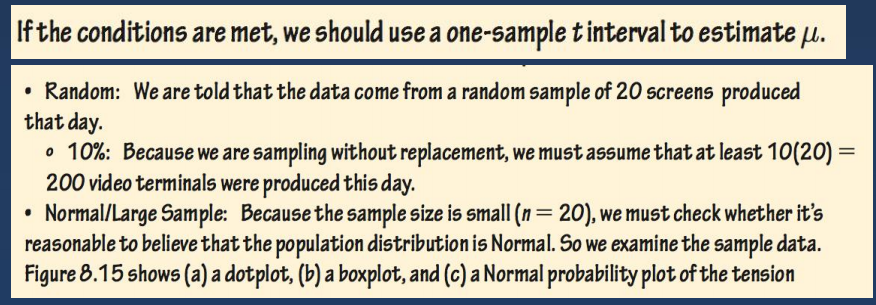 If the conditions are met, we should use a one-sample t interval to estimate μ.
• Random: We are told that the data come from a random sample of 20 screens produced
that day.
∘ 10%: Because we are sampling without replacement, we must assume that at least 10(20) =
200 video terminals were produced this day.
• Normal/Large Sample: Because the sample size is small (n = 20), we must check whether it's
reasonable to believe that the population distribution is Normal. So we examine the sample data.
Figure 8.15 shows (a) a dotplot, (b) a boxplot, and (c) a Normal probability plot of the tension